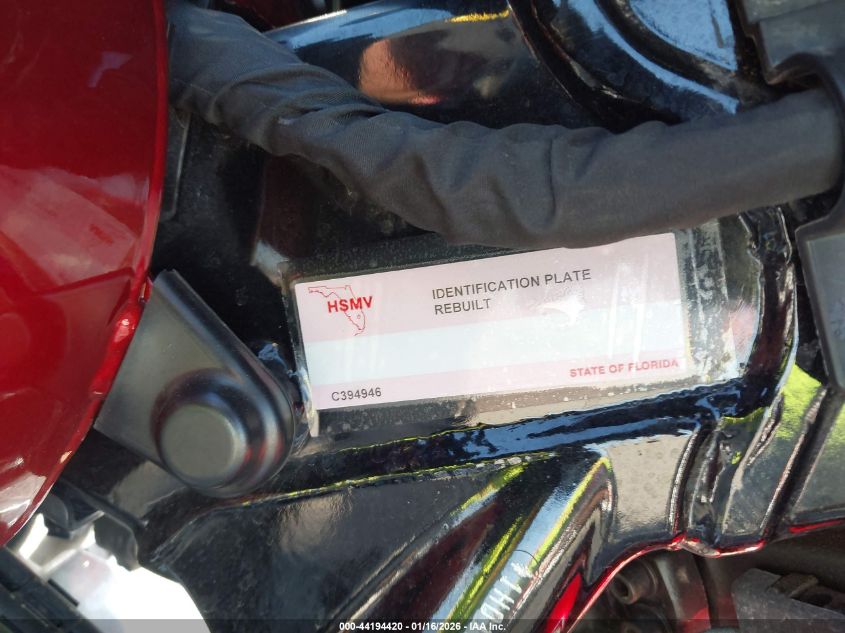 HSMV
IDENTIFICATION PLATE
REBUILT
STATE OF FLORIDA
C394946
000-44194420 - 01/16/2026 - IAA Inc.